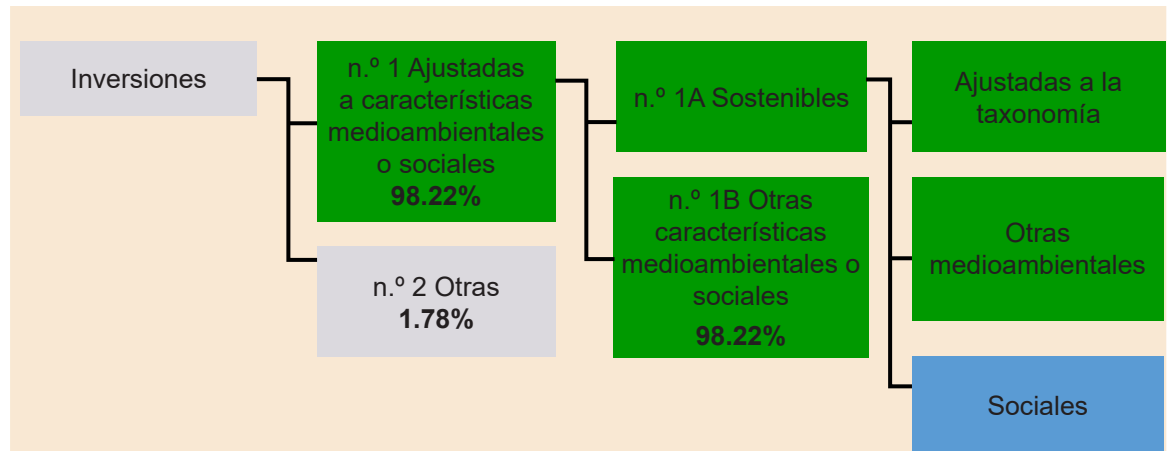 Inversiones
n.º 1 Ajustadas
a características
medioambientales
o sociales
98.22%
n.º 2 Otras
1.78%
n.º 1A Sostenibles
n.º 1B Otras
características
medioambientales o
sociales
98.22%
Ajustadas a la
taxonomía
Otras
medioambientales
Sociales